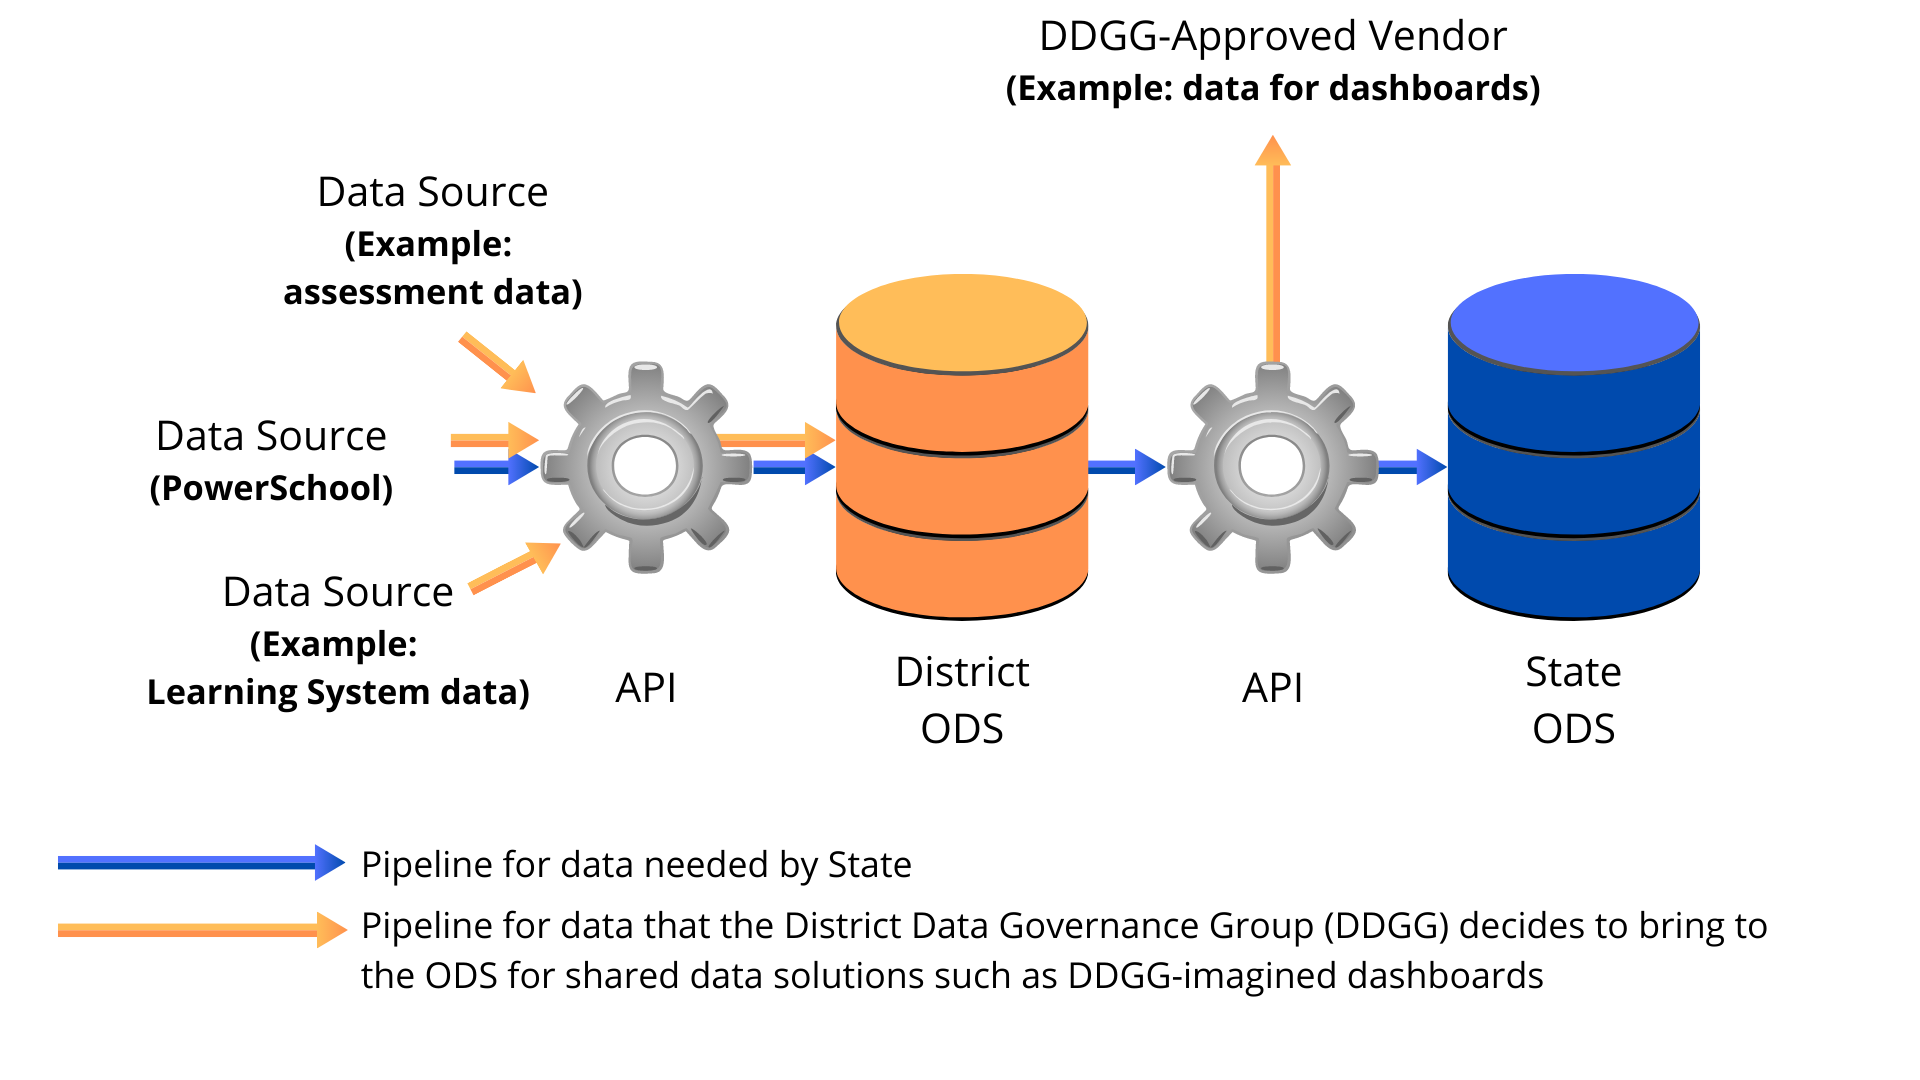 DDGG-Approved Vendor
(Example: data for dashboards)
Data Source
(Example:
assessment data)
Data Source
(PowerSchool)
Data Source
(Example:
Learning System data)
API
District
ODS
API
State
ODS
Pipeline for data needed by State
Pipeline for data that the District Data Governance Group (DDGG) decides to bring to
the ODS for shared data solutions such as DDGG-imagined dashboards